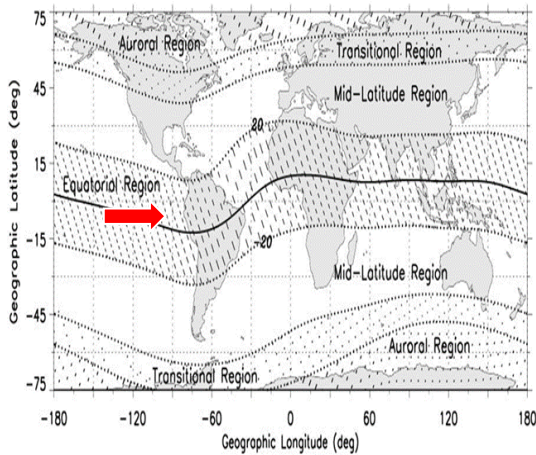 75
45
15
-15
-45
-75
Geographic Latitude (deg)
Auroral Region
Transitional Region
Mid-Latitude Region
20
Equatorial Region
-20
Mid-Latitude Region
Auroral Region
Transitional Region
-180
-120
-60
0
60
120
180
Geographic Longitude (deg)